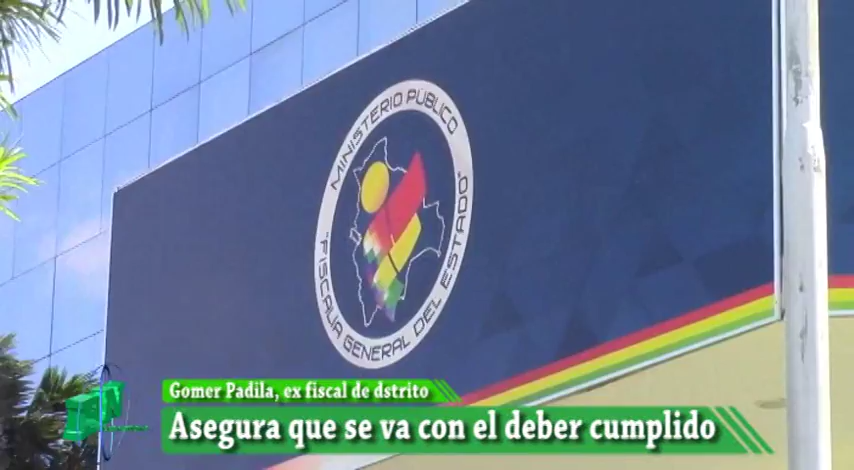 MINISTERIO PÚBLICO
"FISCALÍA GENERAL DEL ESTADO"
Gomer Padila, ex fiscal de dstrito
Asegura que se va con el deber cumplido